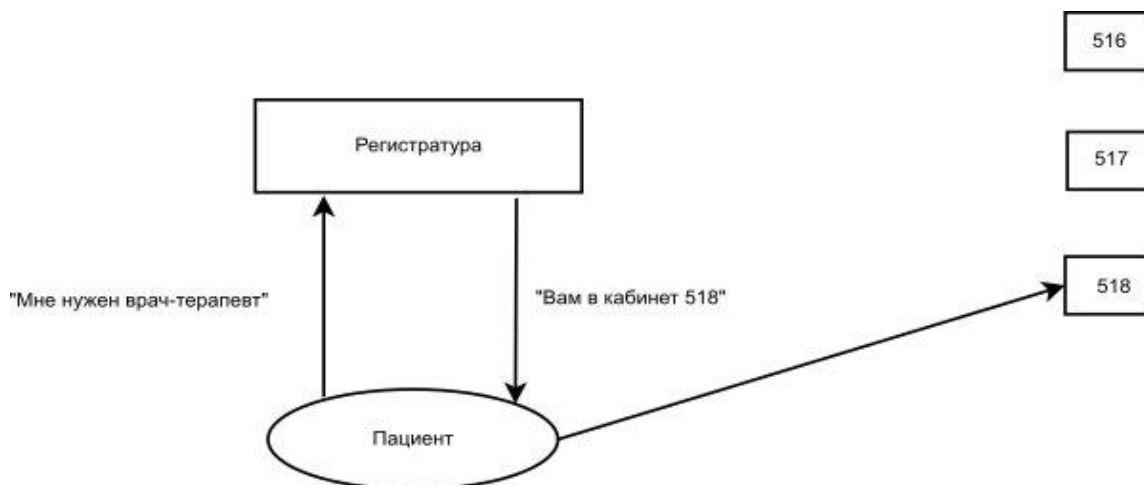 516
Регистратура
517
"Мне нужен врач-терапевт"
"Вам в кабинет 518"
518
Пациент